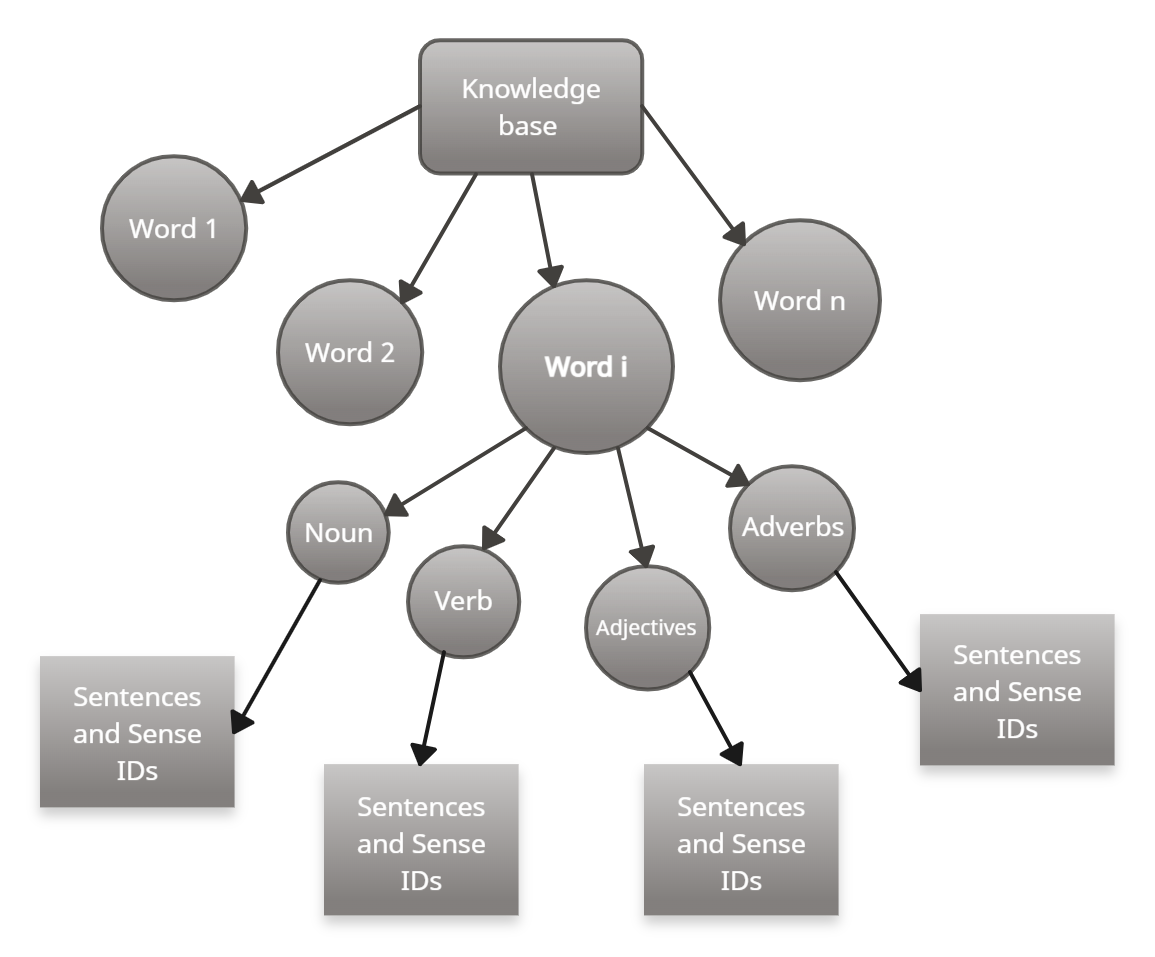 Knowledge
base
Word 1
Word 2
Word i
Word n
Noun
Verb
Adjectives
Adverbs
Sentences
and Sense
IDs
Sentences
and Sense
IDs
Sentences
and Sense
IDs
Sentences
and Sense
IDs